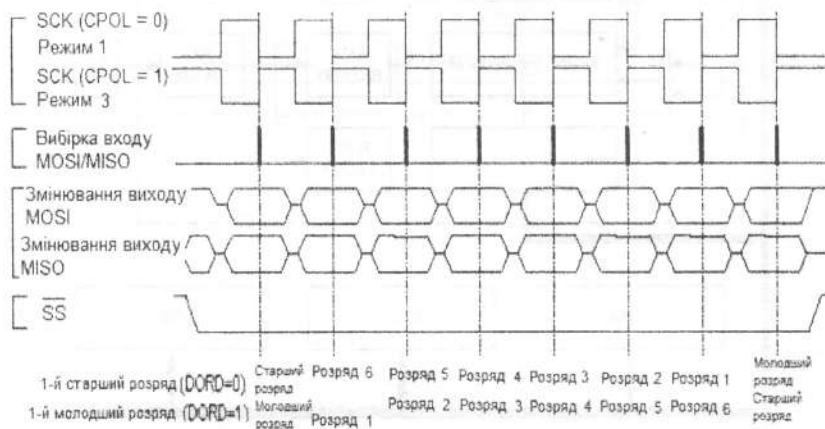 SCK (CPOL = 0)
Режим 1
SCK (CPOL = 1)
Режим 3
Вибірка входу
MOSI/MISO
Змінювання виходу
MOSI
Змінювання виходу
MISO
SS
1-й старший розряд (DORD=0) Старший розряд Розряд 6 Розряд 5 Розряд 4 Розряд 3 Розряд 2 Розряд 1 Молодший розряд
1-й молодший розряд (DORD=1) Молодший розряд Розряд 1 Розряд 2 Розряд 3 Розряд 4 Розряд 5 Розряд 6 Старший розряд